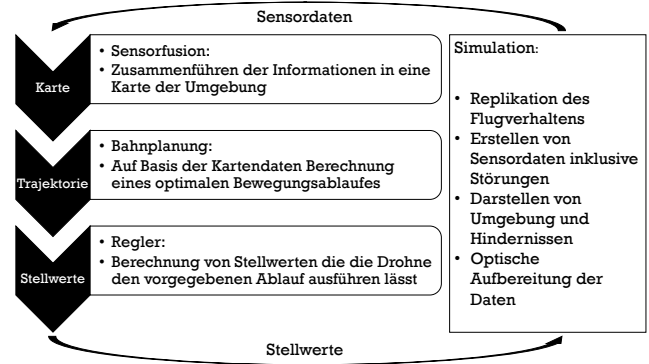 Sensordaten
Karte
• Sensorfusion:
• Zusammenführen der Informationen in eine
Karte der Umgebung
Trajektorie
• Bahnplanung:
• Auf Basis der Kartendaten Berechnung
eines optimalen Bewegungsablaufes
Stellwerte
• Regler:
• Berechnung von Stellwerten die die Drohne
den vorgegebenen Ablauf ausführen lässt
Simulation:
• Replikation des
Flugverhaltens
• Erstellen von
Sensordaten inklusive
Störungen
• Darstellen von
Umgebung und
Hindernissen
• Optische
Aufbereitung der
Daten
Stellwerte